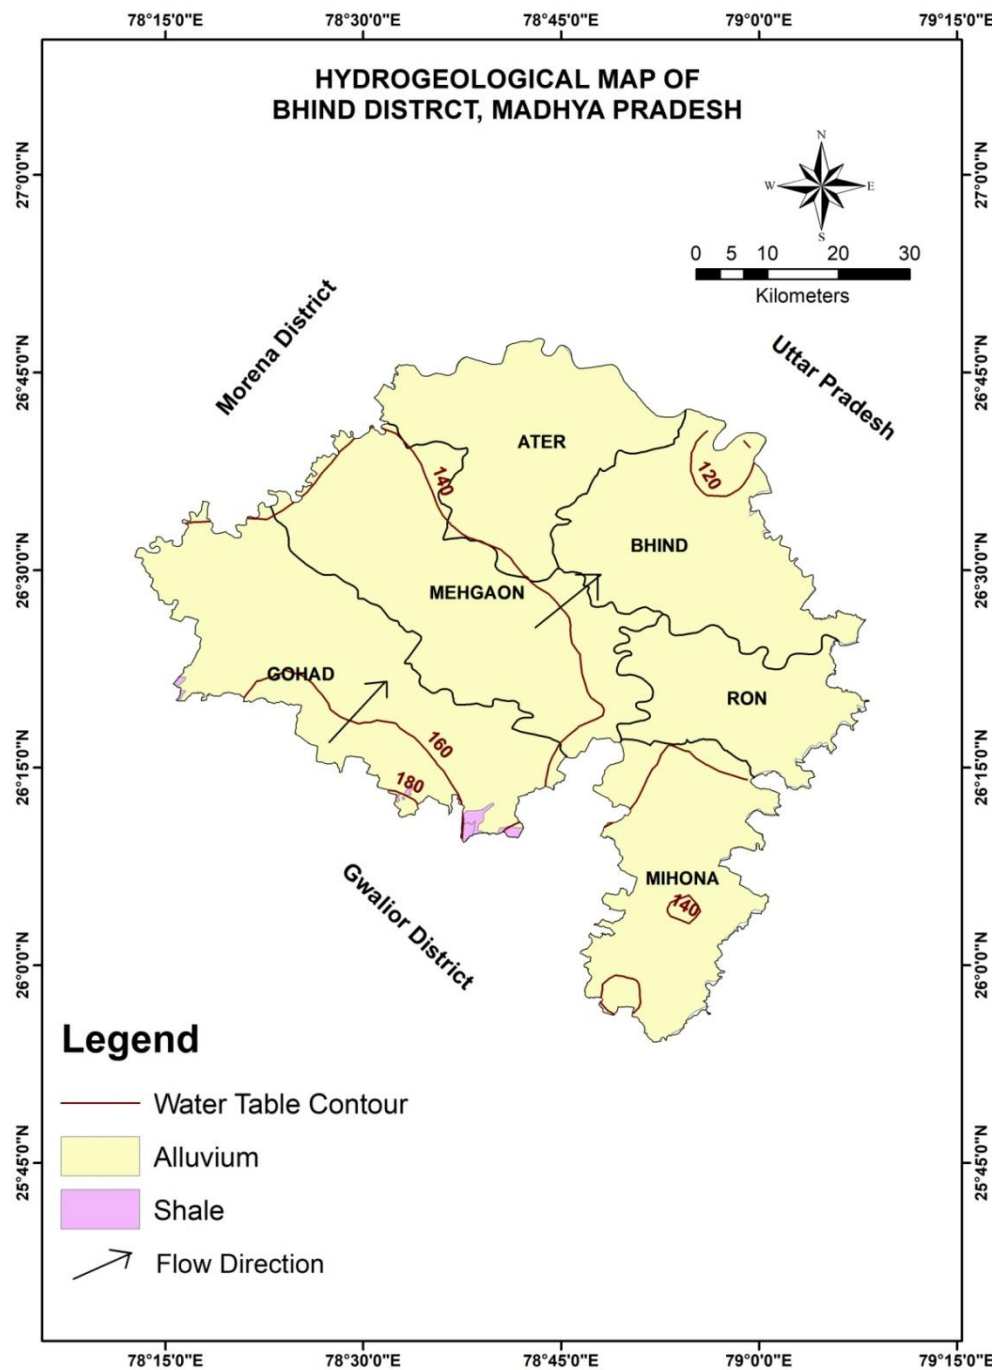 78°15'0"E 78°30'0"E 78°45'0"E 79°0'0"E 79°15'0"E
HYDROGEOLOGICAL MAP OF
BHIND DISTRCT, MADHYA PRADESH
N
W E
S
27°0'0"N 27°0'0"N
0 5 10 20 30
Kilometers
Morena District
Uttar Pradesh
26°45'0"N 26°45'0"N
ATER
140
120
BHIND
26°30'0"N 26°30'0"N
MEHGAON
GOHAD
RON
160
26°15'0"N 26°15'0"N
180
Gwalior District
MIHONA
140
26°0'0"N 26°0'0"N
Legend
Water Table Contour
Alluvium
25°45'0"N 25°45'0"N
Shale
Flow Direction
78°15'0"E 78°30'0"E 78°45'0"E 79°0'0"E 79°15'0"E